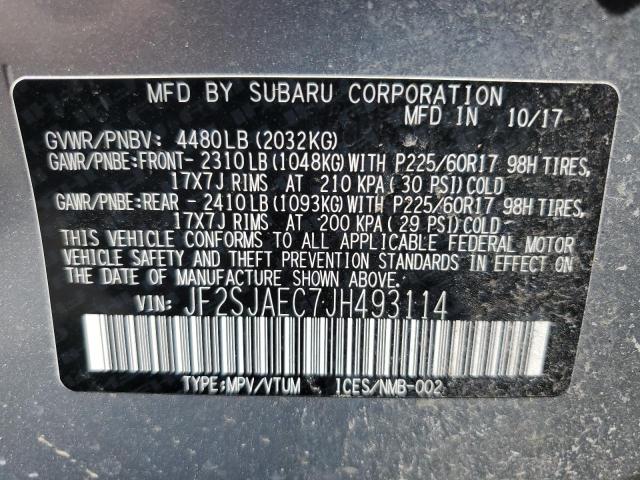 MFD BY SUBARU CORPORATION
MFD IN 10/17
GVWR/PNBV: 4480LB (2032KG)
GAWR/PNBE:FRONT- 2310LB (1048KG) WITH P225/60R17 98H TIRES,
17X7J RIMS AT 210 KPA ( 30 PSI) COLD
GAWR/PNBE:REAR - 2410LB (1093KG) WITH P225/60R17 98H TIRES,
17X7J RIMS AT 200 KPA ( 29 PSI) COLD
THIS VEHICLE CONFORMS TO ALL APPLICABLE FEDERAL MOTOR
VEHICLE SAFETY AND THEFT PREVENTION STANDARDS IN EFFECT ON
THE DATE OF MANUFACTURE SHOWN ABOVE.
VIN: JF2SJAEC7JH493114
TYPE:MPV/VTUM ICES/NMB-002